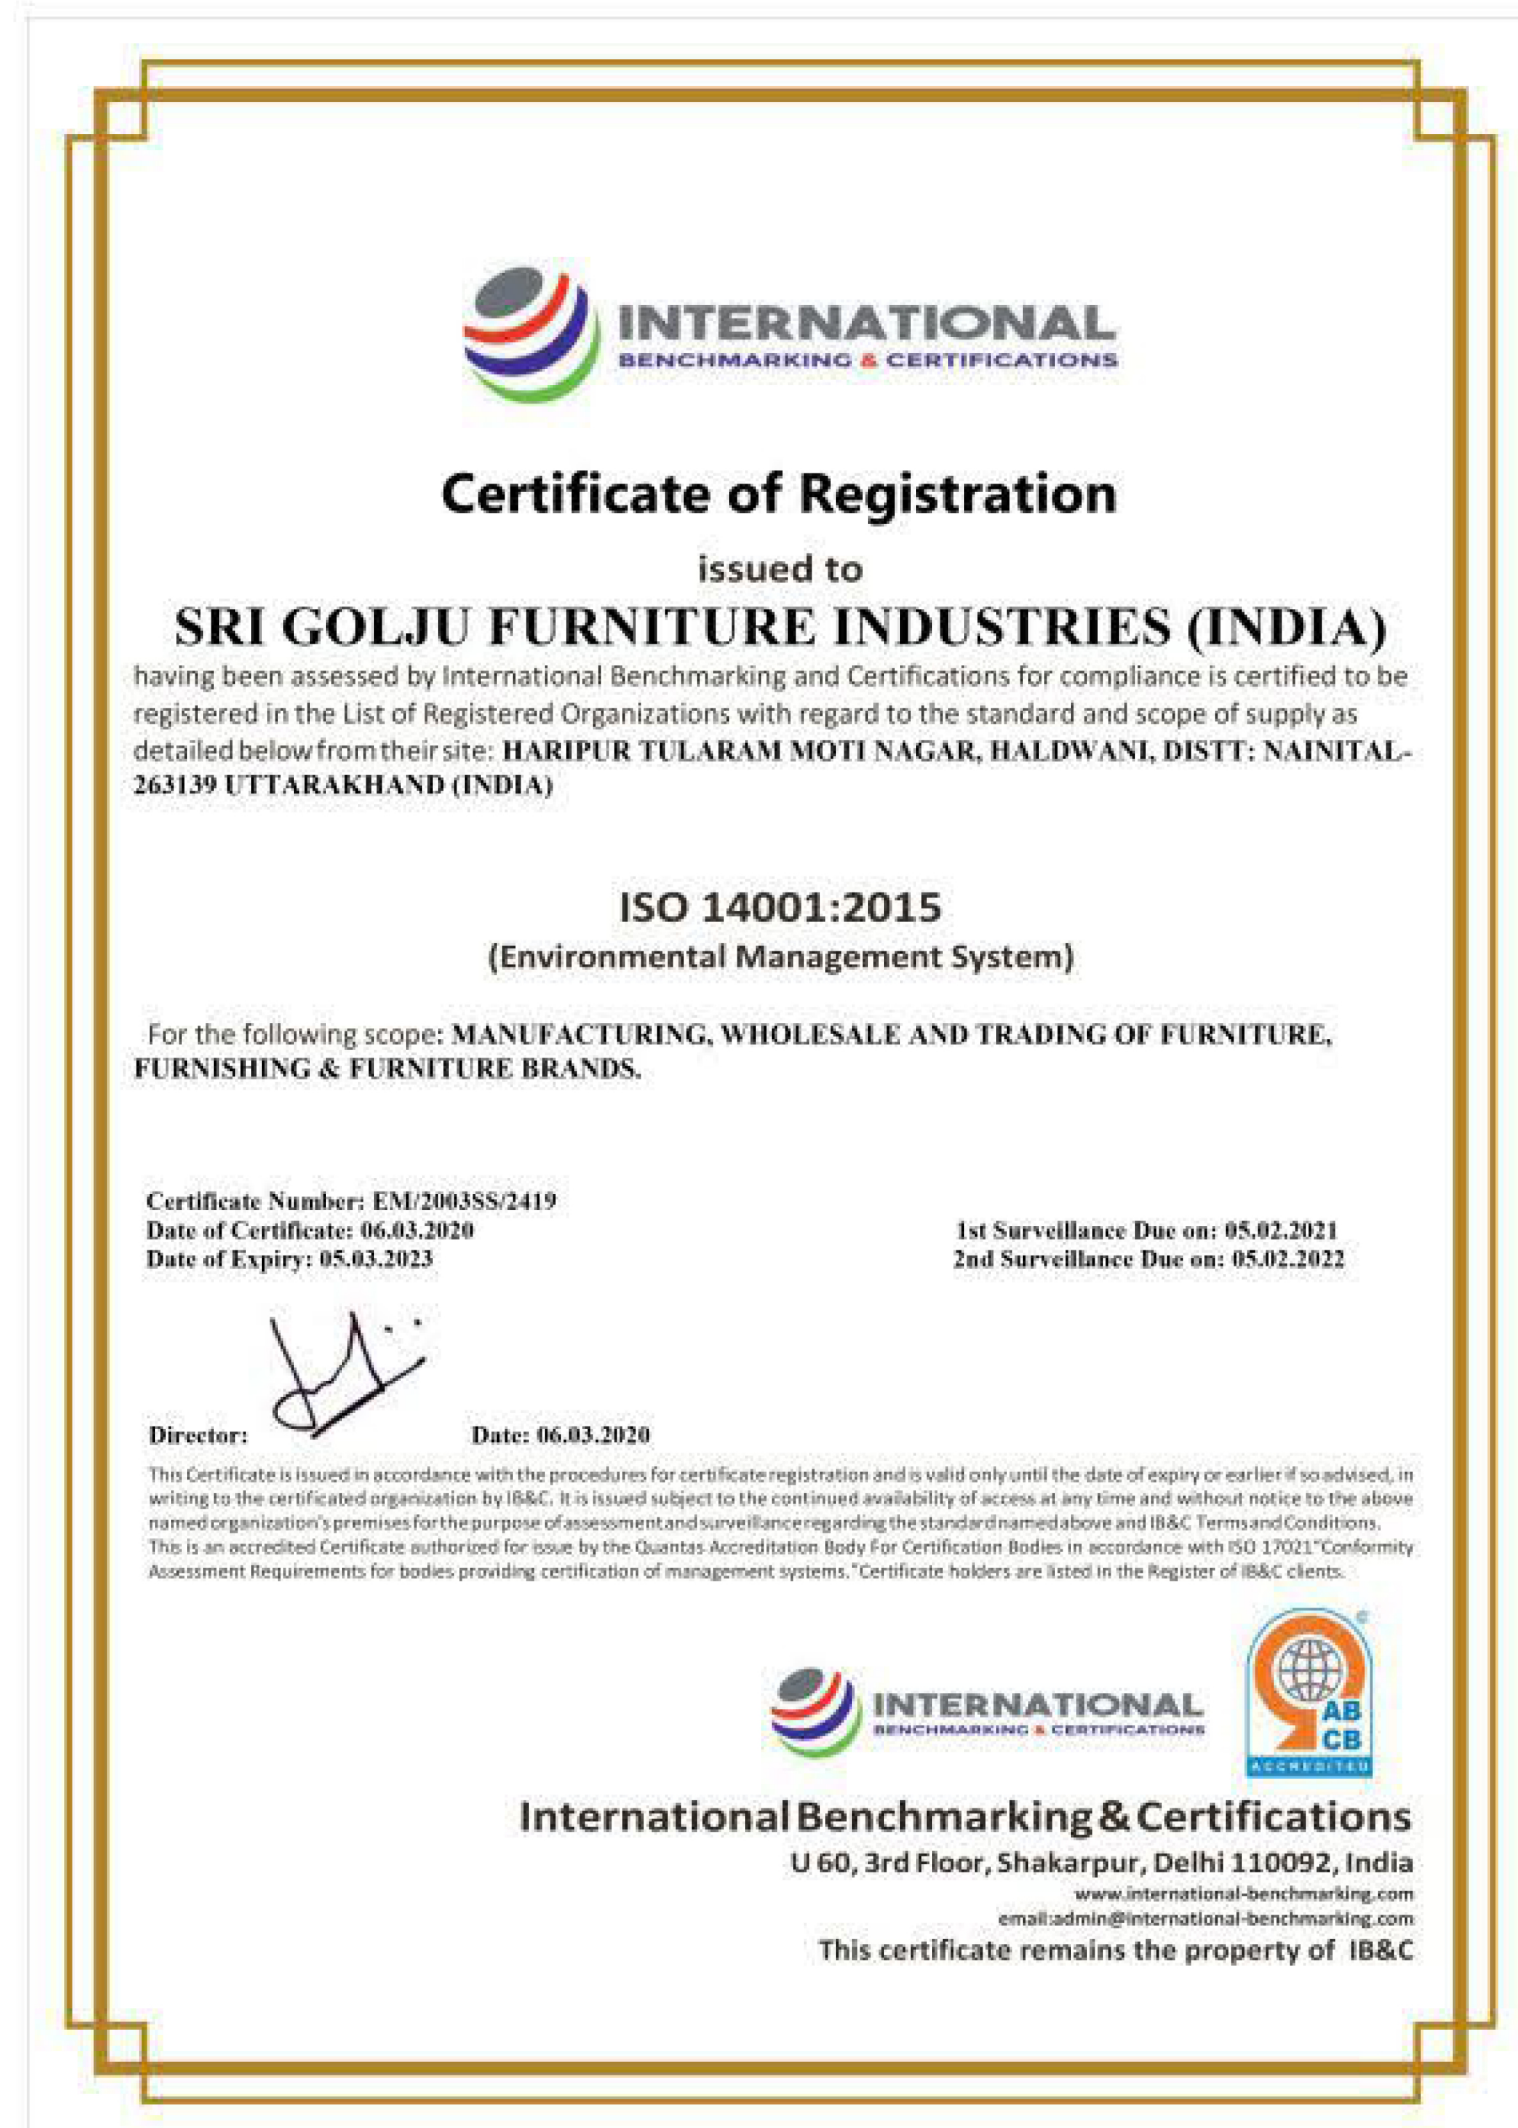 INTERNATIONAL
BENCHMARKING & CERTIFICATIONS
Certificate of Registration
issued to
SRI GOLJU FURNITURE INDUSTRIES (INDIA)
having been assessed by International Benchmarking and Certifications for compliance is certified to be
registered in the List of Registered Organizations with regard to the standard and scope of supply as
detailed below from their site: HARIPUR TULARAM MOTI NAGAR, HALDWANI, DISTT: NAINITAL-
263139 UTTARAKHAND (INDIA)
ISO 14001:2015
(Environmental Management System)
For the following scope: MANUFACTURING, WHOLESALE AND TRADING OF FURNITURE,
FURNISHING & FURNITURE BRANDS.
Certificate Number: EM/2003SS/2419
Date of Certificate: 06.03.2020
1st Surveillance Due on: 05.02.2021
Date of Expiry: 05.03.2023
2nd Surveillance Due on: 05.02.2022
Director:
Date: 06.03.2020
This Certificate is issued in accordance with the procedures for certificate registration and is valid only until the date of expiry or earlier if so advised, in
writing to the certificated organization by IB&C. It is issued subject to the continued availability of access at any time and without notice to the above
named organization's premises for the purpose of assessment and surveillance regarding the standard named above and IB&C Terms and Conditions.
This is an accredited Certificate authorized for issue by the Quantas Accreditation Body For Certification Bodies in accordance with ISO 17021"Conformity
Assessment Requirements for bodies providing certification of management systems."Certificate holders are listed in the Register of IB&C clients.
©
INTERNATIONAL
BENCHMARKING & CERTIFICATIONS
AB
CB
ACCREDITED
International Benchmarking & Certifications
U 60, 3rd Floor, Shakarpur, Delhi 110092, India
www.international-benchmarking.com
email:admin@international-benchmarking.com
This certificate remains the property of IB&C